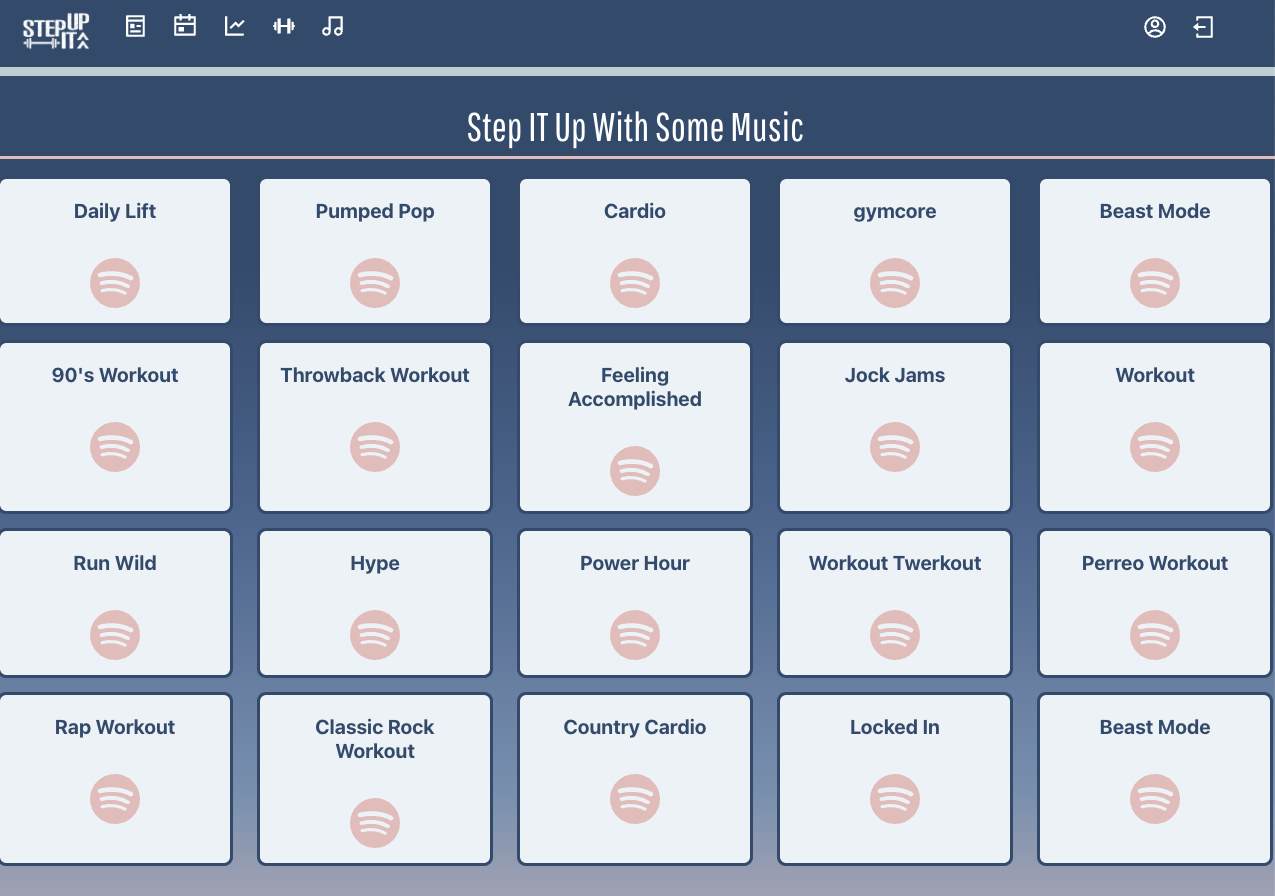 STEP UP
IT
Step IT Up With Some Music
Daily Lift
Pumped Pop
Cardio
gymcore
Beast Mode
90's Workout
Throwback Workout
Feeling
Accomplished
Jock Jams
Workout
Run Wild
Hype
Power Hour
Workout Twerkout
Perreo Workout
Rap Workout
Classic Rock
Workout
Country Cardio
Locked In
Beast Mode